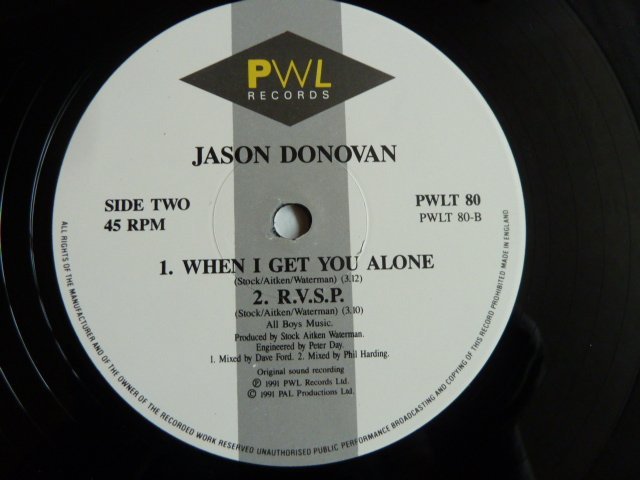 PWL
RECORDS
JASON DONOVAN
SIDE TWO
45 RPM
PWLT 80
PWLT 80-B
1. WHEN I GET YOU ALONE
(Stock/Aitken/Waterman) (3.12)
2. R.V.S.P.
(Stock/Aitken/Waterman) (3.10)
All Boys Music.
Produced by Stock Aitken Waterman.
Engineered by Peter Day.
1. Mixed by Dave Ford. 2. Mixed by Phil Harding.
Original sound recording
Ⓟ 1991 PWL Records Ltd.
© 1991 PAL Productions Ltd.
ALL RIGHTS OF THE MANUFACTURER AND OF THE OWNER OF THE RECORDED WORK RESERVED UNAUTHORISED PUBLIC PERFORMANCE BROADCASTING AND COPYING OF THIS RECORD PROHIBITED MADE IN ENGLAND